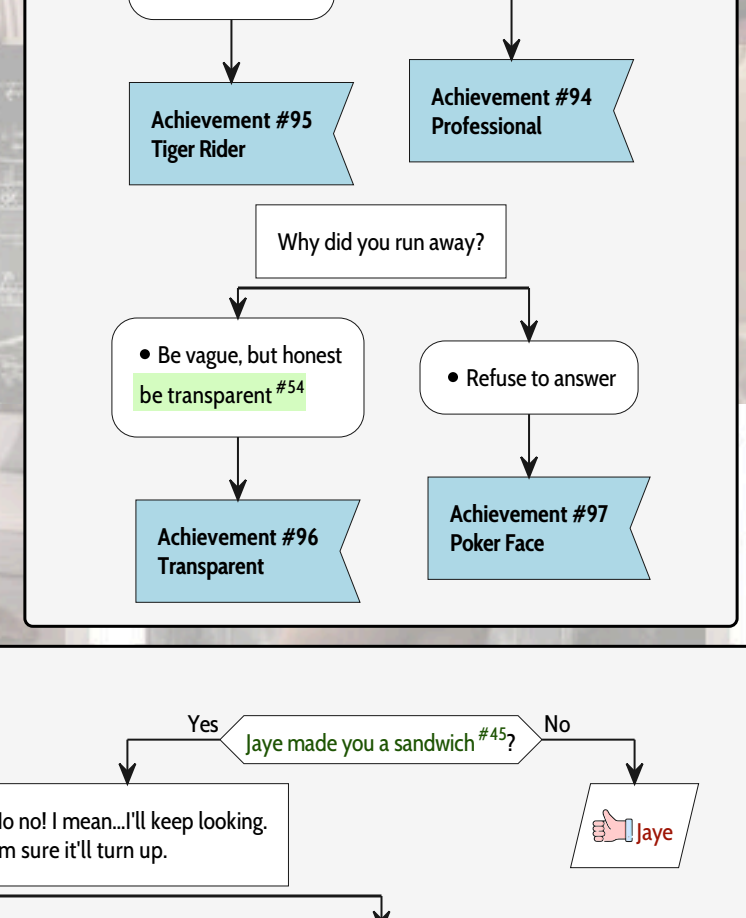 Achievement #95
Tiger Rider
Achievement #94
Professional
Why did you run away?
• Be vague, but honest
be transparent #54
• Refuse to answer
Achievement #96
Transparent
Achievement #97
Poker Face
Yes
Jaye made you a sandwich #45?
No
no! I mean...I'll keep looking.
sure it'll turn up.
Jaye